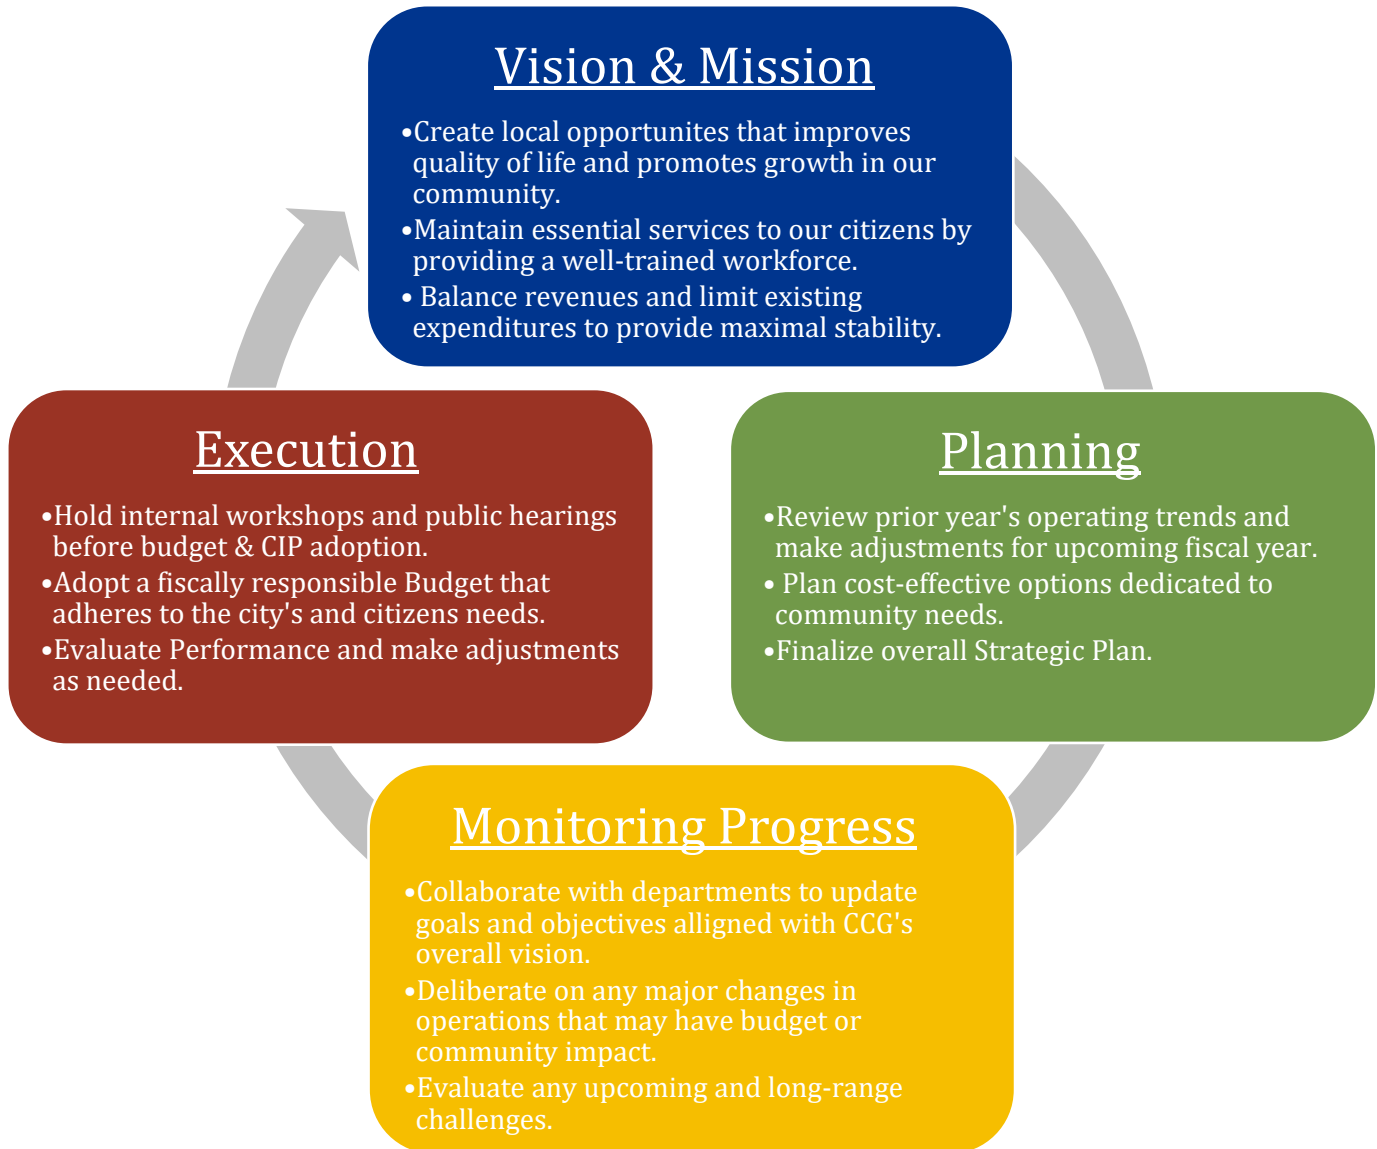 Vision & Mission
•Create local opportunites that improves
quality of life and promotes growth in our
community.
•Maintain essential services to our citizens by
providing a well-trained workforce.
• Balance revenues and limit existing
expenditures to provide maximal stability.
Planning
•Review prior year's operating trends and
make adjustments for upcoming fiscal year.
• Plan cost-effective options dedicated to
community needs.
•Finalize overall Strategic Plan.
Monitoring Progress
•Collaborate with departments to update
goals and objectives alligned with CCG's
overall vision.
•Deliberate on any major changes in
operations that may have budget or
community impact.
•Evaluate any upcoming and long-range
challenges.
Execution
•Hold internal workshops and public hearings
before budget & CIP adoption.
•Adopt a fiscally responsible Budget that
adheres to the city's and citizens needs.
•Evaluate Performance and make adjustments
as needed.